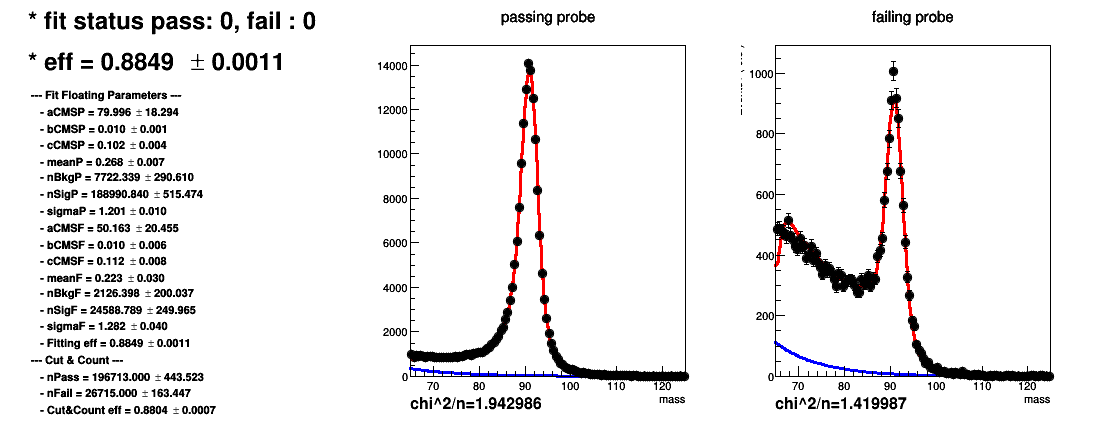 * fit status pass: 0, fail : 0
* eff = 0.8849 ± 0.0011
--- Fit Floating Parameters ---
- aCMSP = 79.996 ± 18.294
- bCMSP = 0.010 ± 0.001
- cCMSP = 0.102 ± 0.004
- meanP = 0.268 ± 0.007
- nBkgP = 7722.339 ± 290.610
- nSigP = 188990.840 ± 515.474
- sigmaP = 1.201 ± 0.010
- aCMSF = 50.163 ± 20.455
- bCMSF = 0.010 ± 0.006
- cCMSF = 0.112 ± 0.008
- meanF = 0.223 ± 0.030
- nBkgF = 2126.398 ± 200.037
- nSigF = 24588.789 ± 249.965
- sigmaF = 1.282 ± 0.040
- Fitting eff = 0.8849 ± 0.0011
--- Cut & Count ---
- nPass = 196713.000 ± 443.523
- nFail = 26715.000 ± 163.447
- Cut&Count eff = 0.8804 ± 0.0007
passing probe
14000
12000
10000
8000
6000
4000
2000
0
70 80 90 100 110 120
mass
chi^2/n=1.942986
failing probe
1000
800
600
400
200
0
70 80 90 100 110 120
mass
chi^2/n=1.419987